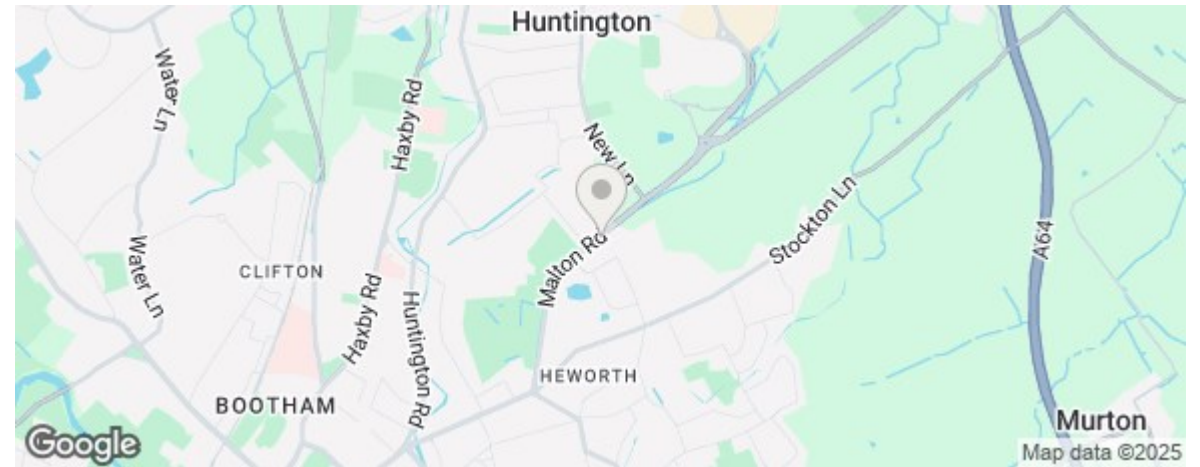 Huntington
Water Ln
Haxby Rd
New Ln
Stockton Ln
A64
Malton Rd
Water Ln
CLIFTON
Haxby Rd
Huntington Rd
HEWORTH
BOOTHAM
Murton
Google
Map data ©2025